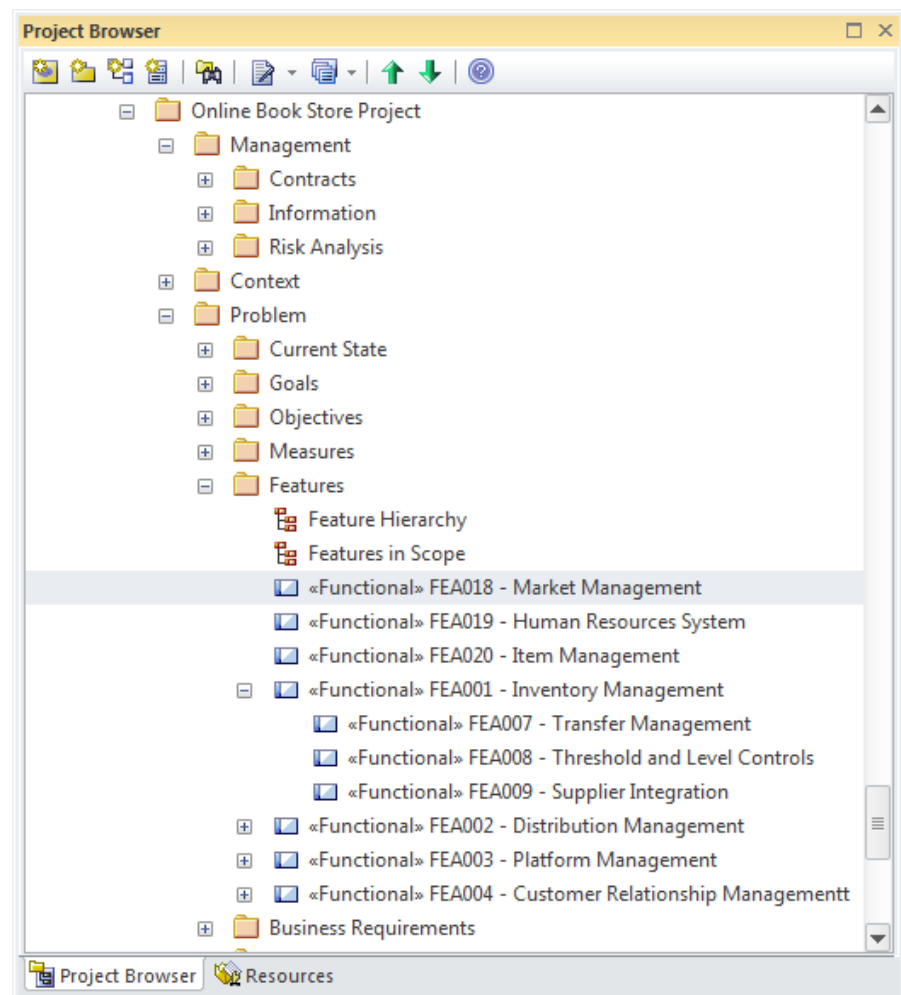 Project Browser
Online Book Store Project
Management
Contracts
Information
Risk Analysis
Context
Problem
Current State
Goals
Objectives
Measures
Features
Feature Hierarchy
Features in Scope
«Functional» FEA018 - Market Management
«Functional» FEA019 - Human Resources System
«Functional» FEA020 - Item Management
«Functional» FEA001 - Inventory Management
«Functional» FEA007 - Transfer Management
«Functional» FEA008 - Threshold and Level Controls
«Functional» FEA009 - Supplier Integration
«Functional» FEA002 - Distribution Management
«Functional» FEA003 - Platform Management
«Functional» FEA004 - Customer Relationship Managementt
Business Requirements
Project Browser Resources